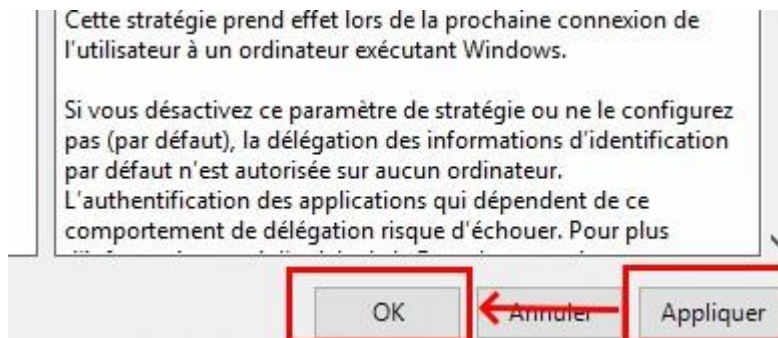 Cette stratégie prend effet lors de la prochaine connexion de
l'utilisateur à un ordinateur exécutant Windows.
Si vous désactivez ce paramètre de stratégie ou ne le configurez
pas (par défaut), la délégation des informations d'identification
par défaut n'est autorisée sur aucun ordinateur.
L'authentification des applications qui dépendent de ce
comportement de délégation risque d'échouer. Pour plus
OK Annuler Appliquer